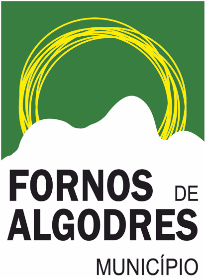 FORNOS DE
ALGODRES
MUNICÍPIO